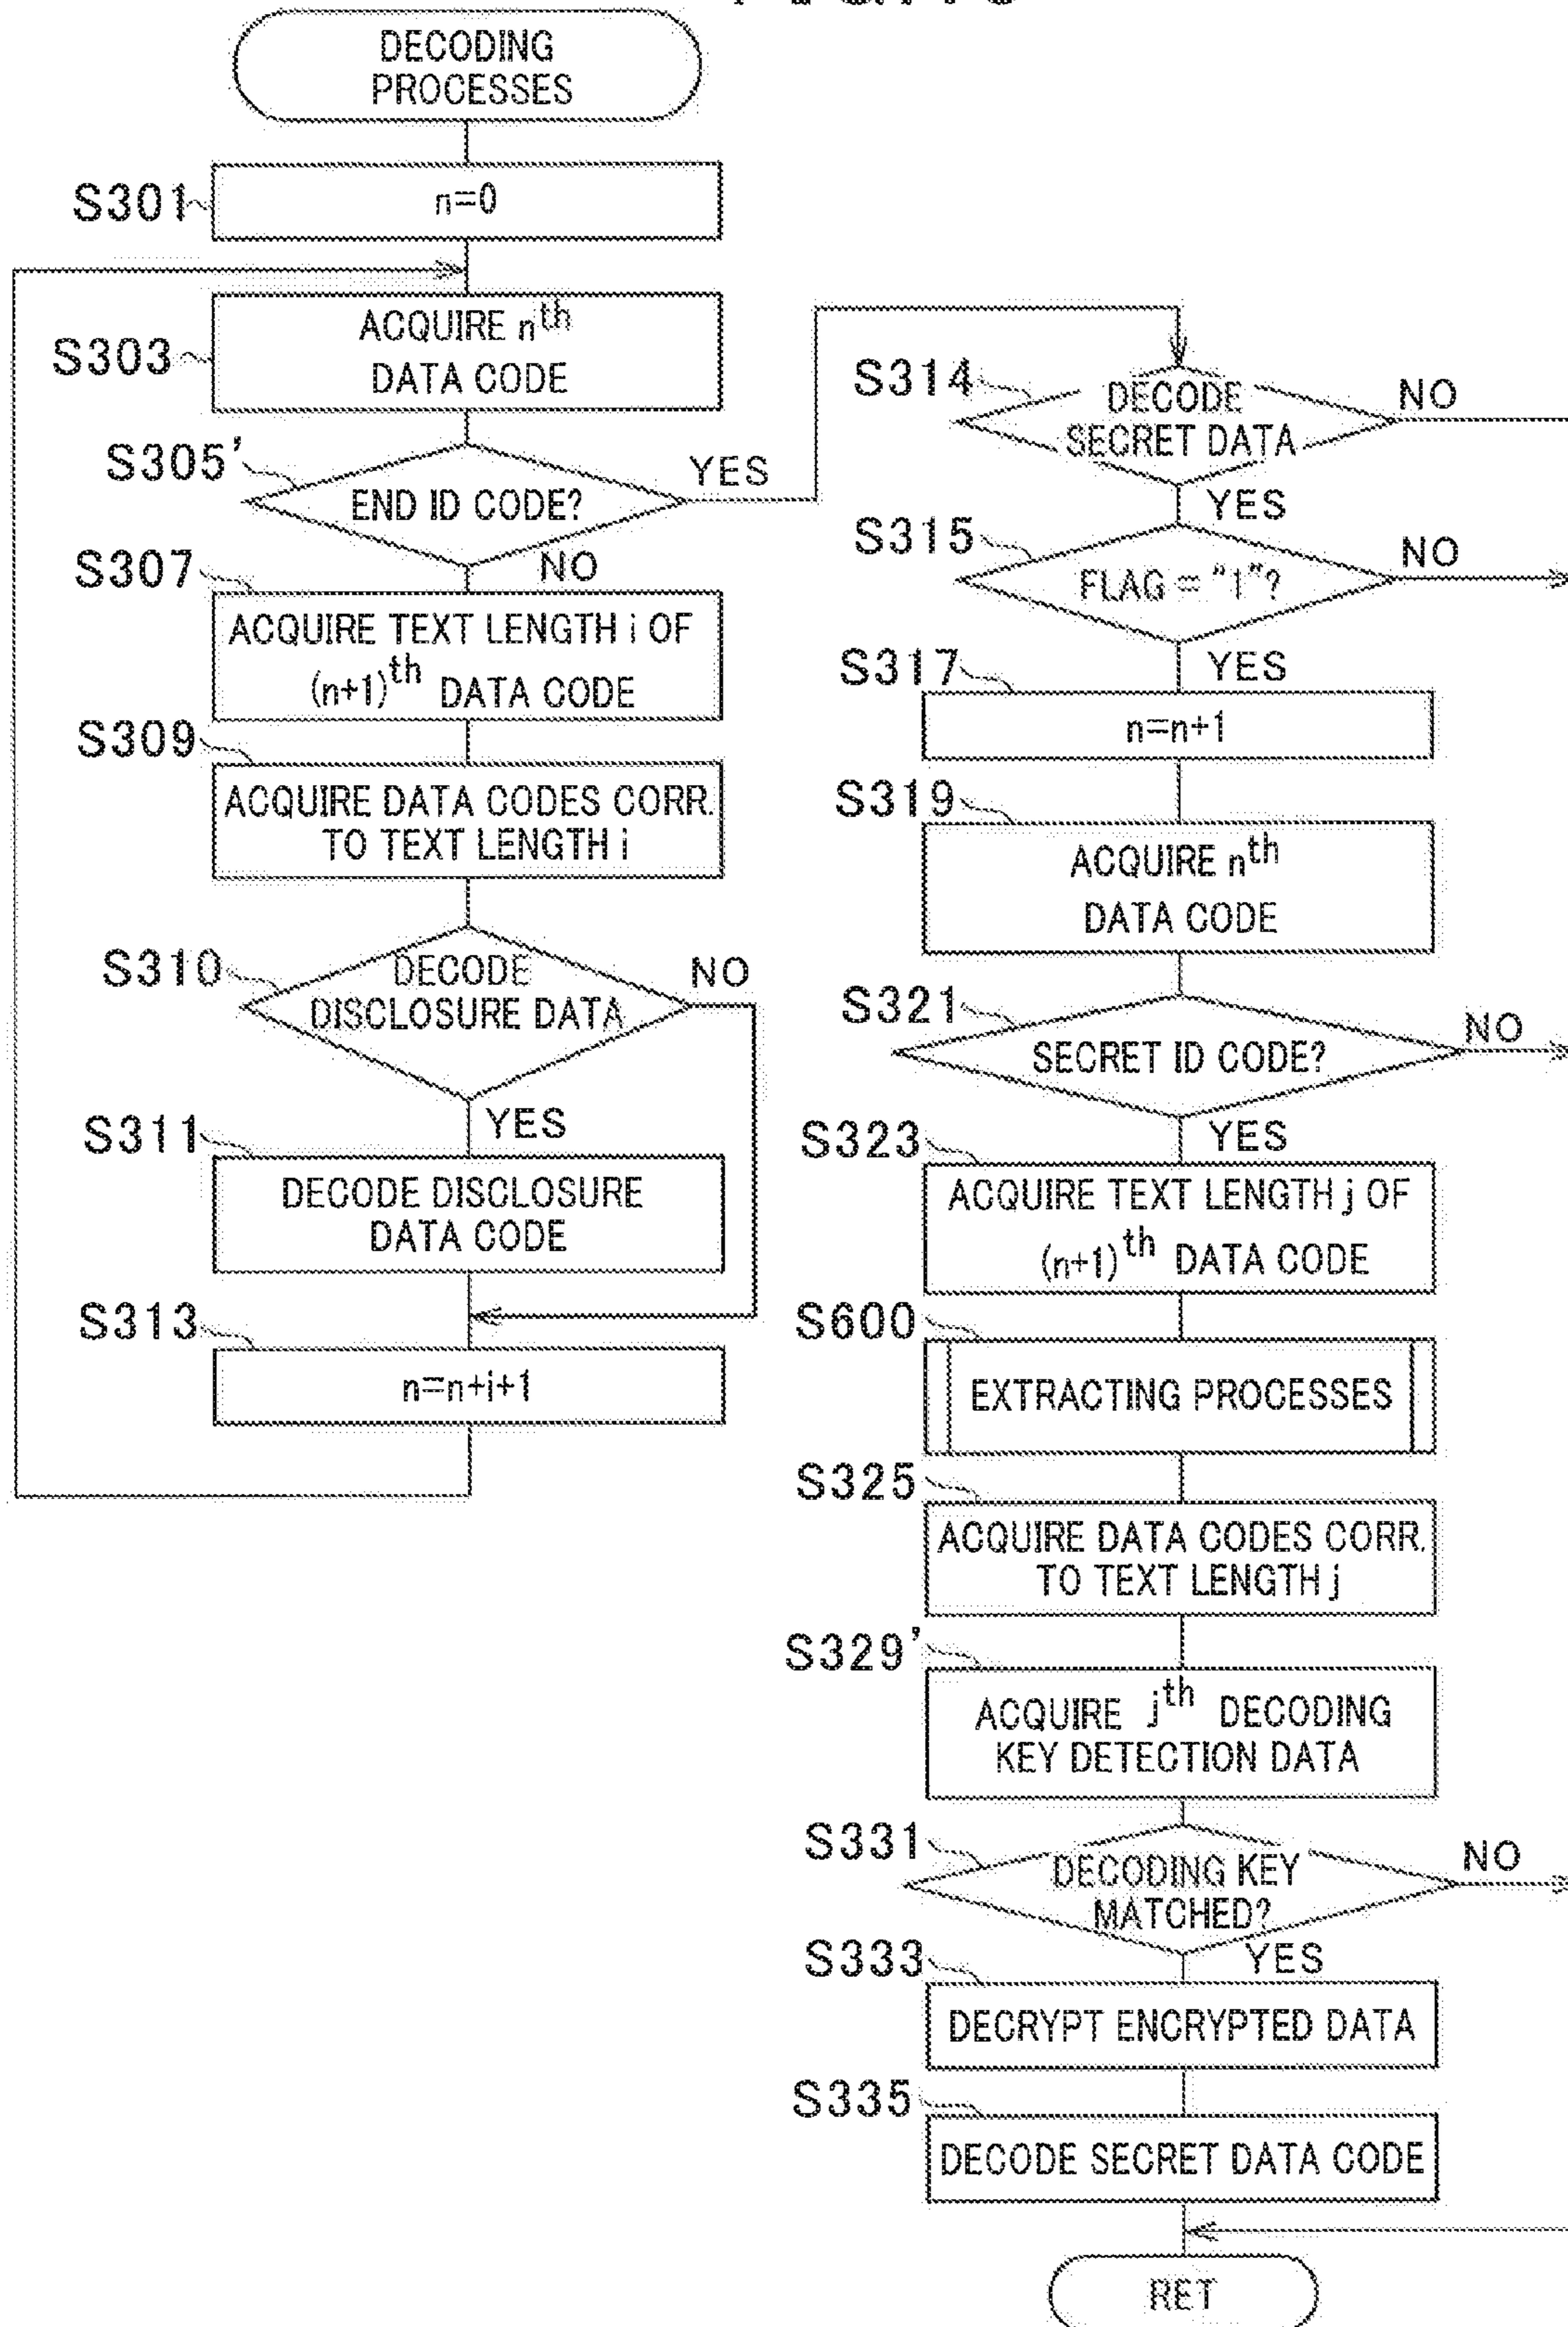 DECODING
PROCESSES
S301
n=0
S303
ACQUIRE nth
DATA CODE
S305'
END ID CODE?
YES
NO
S307
ACQUIRE TEXT LENGTH i OF
(n+1)th DATA CODE
S309
ACQUIRE DATA CODES CORR.
TO TEXT LENGTH i
S310
DECODE
DISCLOSURE DATA
NO
YES
S311
DECODE DISCLOSURE
DATA CODE
S313
n=n+i+1
S314
DECODE
SECRET DATA
NO
YES
S315
FLAG = "1"?
NO
YES
S317
n=n+1
S319
ACQUIRE nth
DATA CODE
S321
SECRET ID CODE?
NO
YES
S323
ACQUIRE TEXT LENGTH j OF
(n+1)th DATA CODE
S600
EXTRACTING PROCESSES
S325
ACQUIRE DATA CODES CORR.
TO TEXT LENGTH j
S329'
ACQUIRE jth DECODING
KEY DETECTION DATA
S331
DECODING KEY
MATCHED?
NO
YES
S333
DECRYPT ENCRYPTED DATA
S335
DECODE SECRET DATA CODE
RET